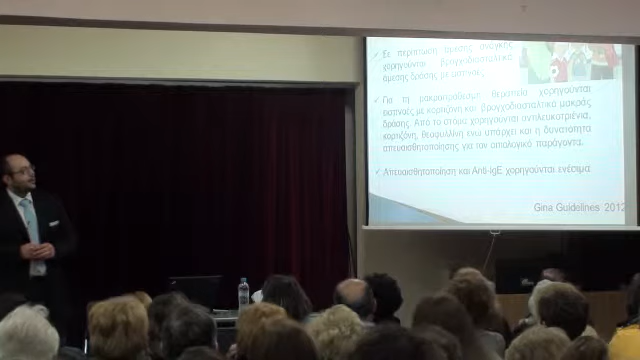 ✓ Σε περίπτωση άμεσης ανάγκης
χορηγούνται βρογχοδιασταλτικά
άμεσης δράσης με εισπνοές
✓ Για τη μακροπρόθεσμη θεραπεία χορηγούνται
εισπνοές με κορτιζόνη και βρογχοδιασταλτικά μακράς
δράσης. Από το στόμα χορηγούνται αντιλευκοτριένια,
κορτιζόνη, θεοφυλλίνη ενώ υπάρχει και η δυνατότητα
απευαισθητοποίησης για τον αιτιολογικό παράγοντα.
✓ Απευαισθητοποίηση και Anti-IgE χορηγούνται ενέσιμα
Gina Guidelines 2012